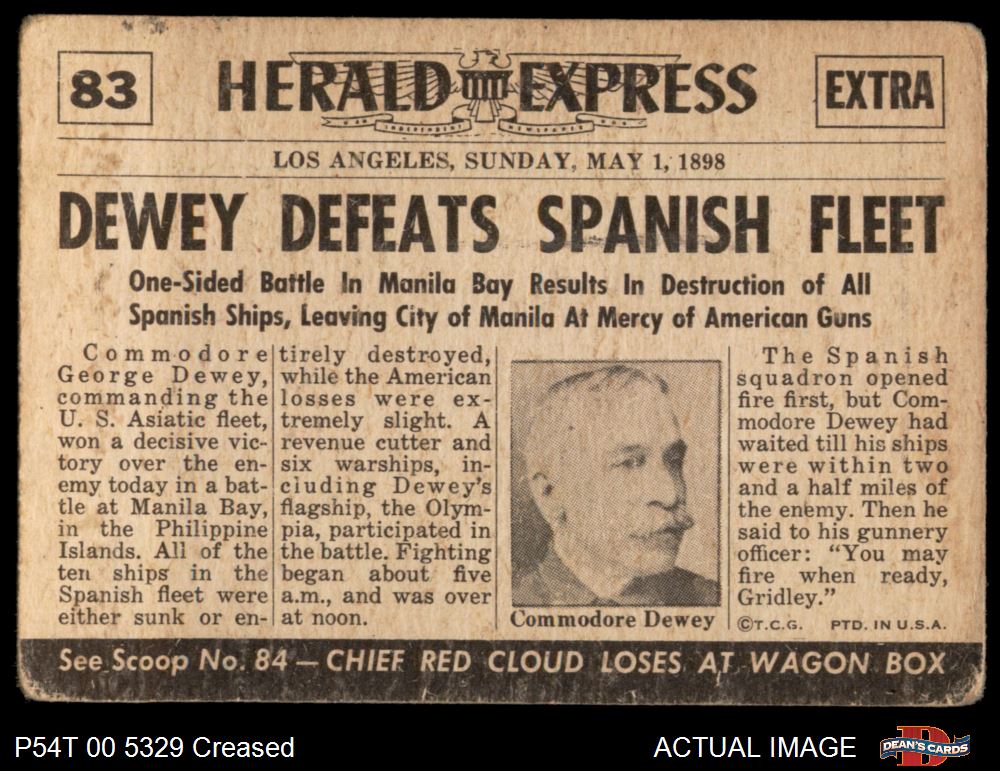 83
HERALD EXPRESS
AN INDEPENDENT NEWSPAPER
EXTRA
LOS ANGELES, SUNDAY, MAY 1, 1898
DEWEY DEFEATS SPANISH FLEET
One-Sided Battle In Manila Bay Results In Destruction of All
Spanish Ships, Leaving City of Manila At Mercy of American Guns
Commodore
George Dewey,
commanding the
U. S. Asiatic fleet,
won a decisive vic-
tory over the en-
emy today in a bat-
tle at Manila Bay,
in the Philippine
Islands. All of the
ten ships in the
Spanish fleet were
either sunk or en-
tirely destroyed,
while the American
losses were ex-
tremely slight. A
revenue cutter and
six warships, in-
cluding Dewey's
flagship, the Olym-
pia, participated in
the battle. Fighting
began about five
a.m., and was over
at noon.
Commodore Dewey
The Spanish
squadron opened
fire first, but Com-
modore Dewey had
waited till his ships
were within two
and a half miles of
the enemy. Then he
said to his gunnery
officer: "You may
fire when ready,
Gridley."
©T.C.G. PTD. IN U.S.A.
See Scoop No. 84 — CHIEF RED CLOUD LOSES AT WAGON BOX
P54T 00 5329 Creased
ACTUAL IMAGE
DEAN'S CARDS